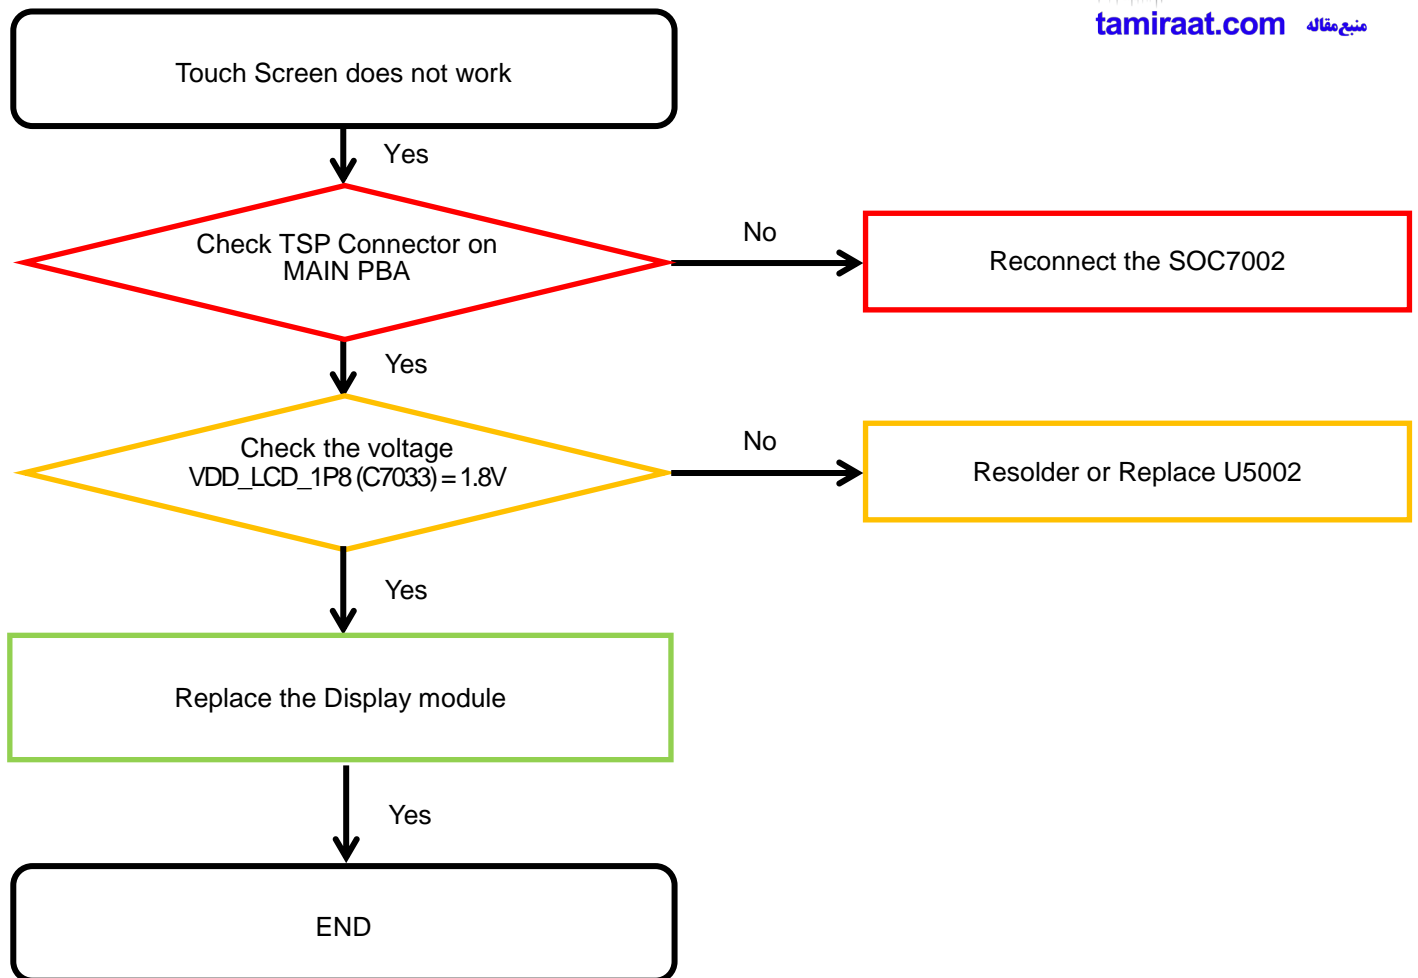 tamiraat.com منبع مقاله
Touch Screen does not work
Yes
Check TSP Connector on
MAIN PBA
No
Reconnect the SOC7002
Yes
Check the voltage
VDD_LCD_1P8 (C7033) = 1.8V
No
Resolder or Replace U5002
Yes
Replace the Display module
Yes
END